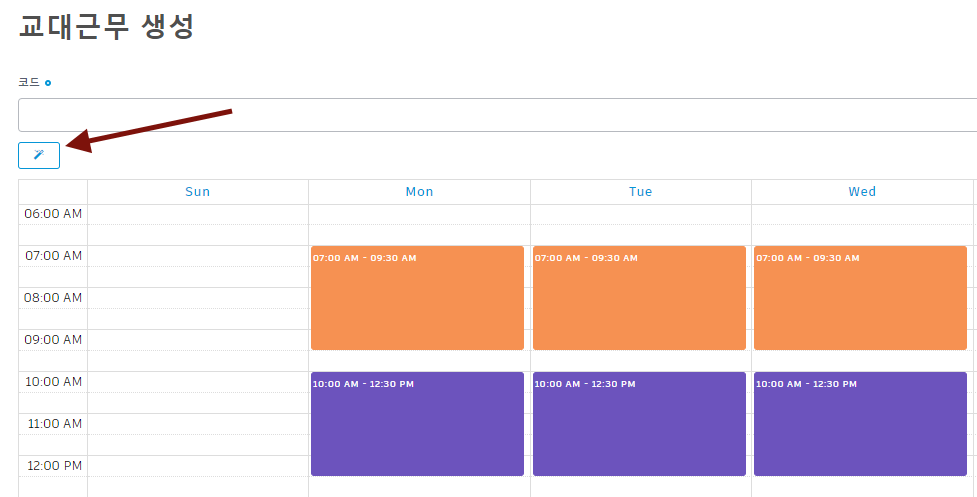 교대근무 생성
코드
Sun Mon Tue Wed
06:00 AM
07:00 AM
07:00 AM - 09:30 AM 07:00 AM - 09:30 AM 07:00 AM - 09:30 AM
08:00 AM
09:00 AM
10:00 AM
10:00 AM - 12:30 PM 10:00 AM - 12:30 PM 10:00 AM - 12:30 PM
11:00 AM
12:00 PM